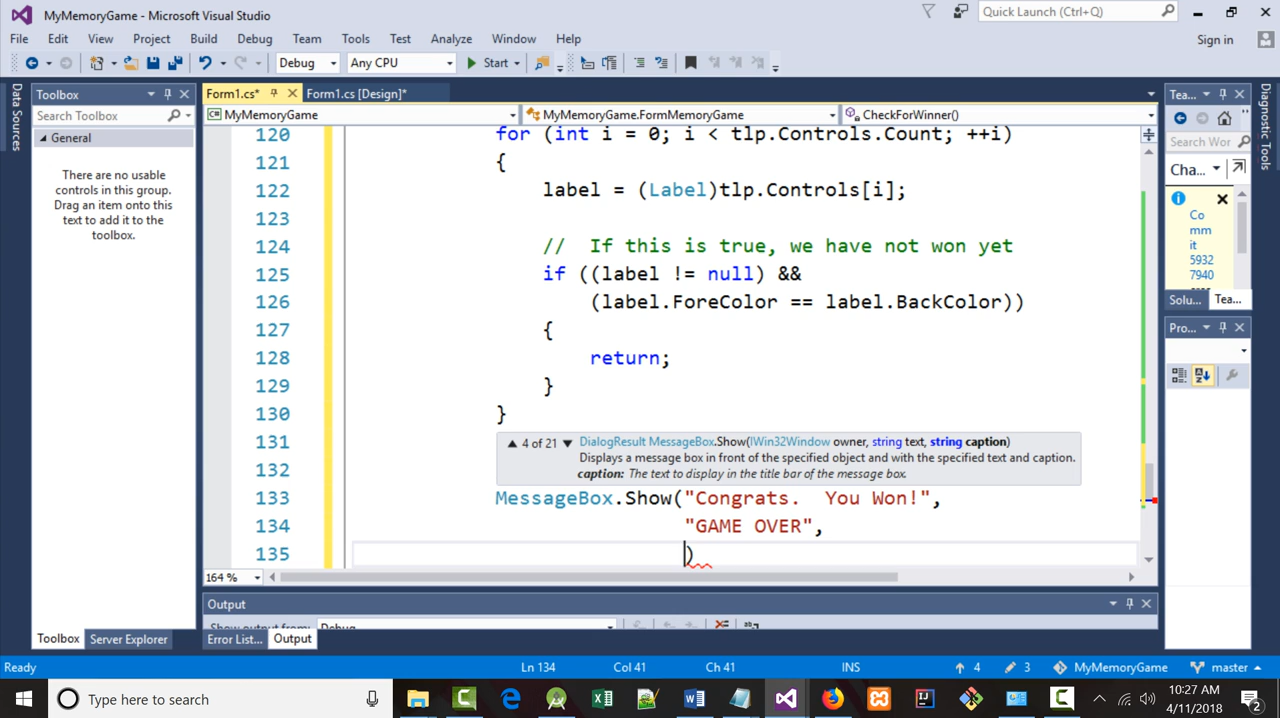 MyMemoryGame - Microsoft Visual Studio
Quick Launch (Ctrl+Q)
File Edit View Project Build Debug Team Tools Test Analyze Window Help
Sign in
Debug Any CPU Start
Data Sources
Toolbox
Search Toolbox
General
There are no usable
controls in this group.
Drag an item onto this
text to add it to the
toolbox.
Toolbox Server Explorer
Form1.cs* Form1.cs [Design]*
MyMemoryGame MyMemoryGame.FormMemoryGame CheckForWinner()
120 for (int i = 0; i < tlp.Controls.Count; ++i)
121 {
122 label = (Label)tlp.Controls[i];
123
124 //  If this is true, we have not won yet
125 if ((label != null) &&
126 (label.ForeColor == label.BackColor))
127 {
128 return;
129 }
130 }
131
4 of 21 DialogResult MessageBox.Show(IWin32Window owner, string text, string caption)
Displays a message box in front of the specified object and with the specified text and caption.
caption: The text to display in the title bar of the message box.
132
133 MessageBox.Show("Congrats.  You Won!",
134 "GAME OVER",
135 )
164 %
Output
Show output from: Debug
Error List... Output
Tea...
Search Wor
Cha...
Co
mm
it
5932
7940
Solu... Tea...
Pro...
Diagnostic Tools
Ready Ln 134 Col 41 Ch 41 INS 4 3 MyMemoryGame master
Type here to search
10:27 AM
4/11/2018
2